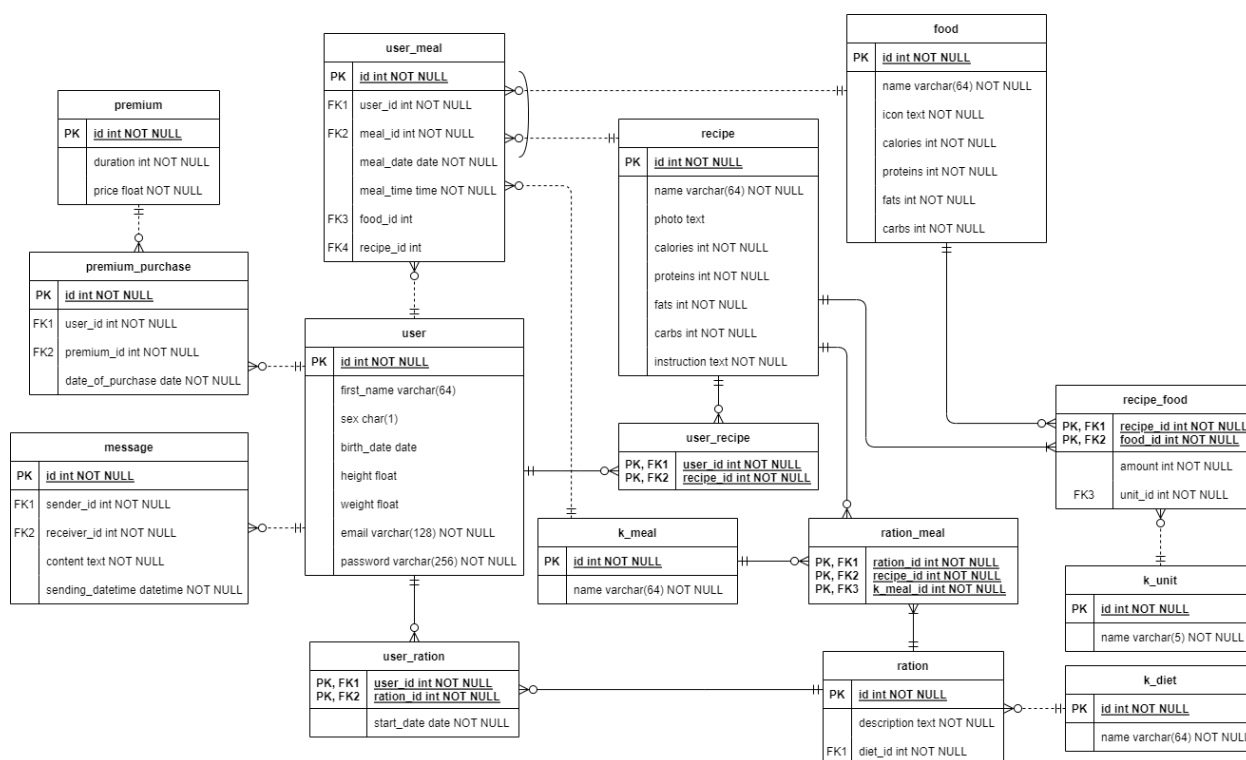 user_meal
PK id int NOT NULL
FK1 user_id int NOT NULL
FK2 meal_id int NOT NULL
meal_date date NOT NULL
meal_time time NOT NULL
FK3 food_id int
FK4 recipe_id int
food
PK id int NOT NULL
name varchar(64) NOT NULL
icon text NOT NULL
calories int NOT NULL
proteins int NOT NULL
fats int NOT NULL
carbs int NOT NULL
premium
PK id int NOT NULL
duration int NOT NULL
price float NOT NULL
recipe
PK id int NOT NULL
name varchar(64) NOT NULL
photo text
calories int NOT NULL
proteins int NOT NULL
fats int NOT NULL
carbs int NOT NULL
instruction text NOT NULL
premium_purchase
PK id int NOT NULL
FK1 user_id int NOT NULL
FK2 premium_id int NOT NULL
date_of_purchase date NOT NULL
user
PK id int NOT NULL
first_name varchar(64)
sex char(1)
birth_date date
height float
weight float
email varchar(128) NOT NULL
password varchar(256) NOT NULL
recipe_food
PK, FK1 recipe_id int NOT NULL
PK, FK2 food_id int NOT NULL
amount int NOT NULL
FK3 unit_id int NOT NULL
message
PK id int NOT NULL
FK1 sender_id int NOT NULL
FK2 receiver_id int NOT NULL
content text NOT NULL
sending_datetime datetime NOT NULL
user_recipe
PK, FK1 user_id int NOT NULL
PK, FK2 recipe_id int NOT NULL
k_meal
PK id int NOT NULL
name varchar(64) NOT NULL
ration_meal
PK, FK1 ration_id int NOT NULL
PK, FK2 recipe_id int NOT NULL
PK, FK3 k_meal_id int NOT NULL
k_unit
PK id int NOT NULL
name varchar(5) NOT NULL
user_ration
PK, FK1 user_id int NOT NULL
PK, FK2 ration_id int NOT NULL
start_date date NOT NULL
ration
PK id int NOT NULL
description text NOT NULL
FK1 diet_id int NOT NULL
k_diet
PK id int NOT NULL
name varchar(64) NOT NULL